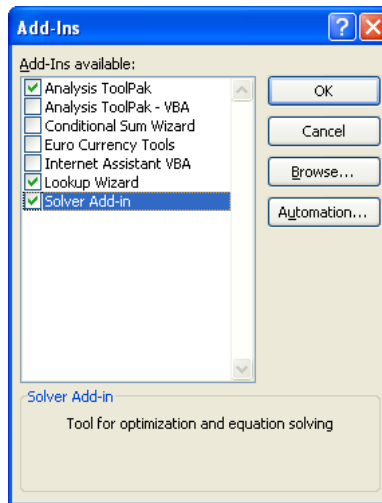 Add-Ins
Add-Ins available:
Analysis ToolPak
Analysis ToolPak - VBA
Conditional Sum Wizard
Euro Currency Tools
Internet Assistant VBA
Lookup Wizard
Solver Add-in
OK
Cancel
Browse...
Automation...
Solver Add-in
Tool for optimization and equation solving